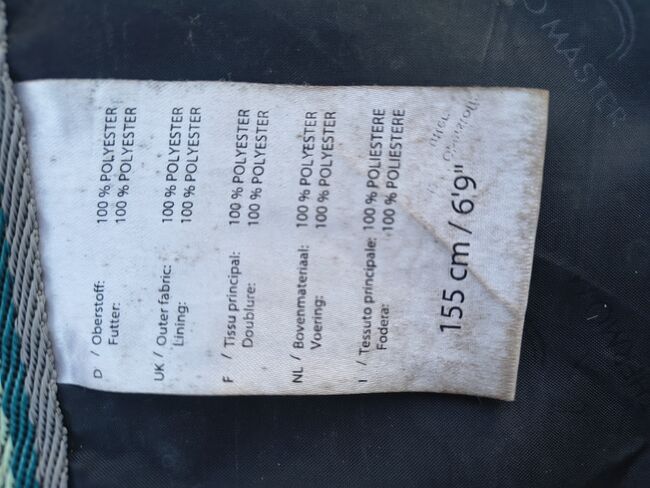 D / Oberstoff: 100 % POLYESTER
Futter: 100 % POLYESTER
UK / Outer fabric: 100 % POLYESTER
Lining: 100 % POLYESTER
F / Tissu principal: 100 % POLYESTER
Doublure: 100 % POLYESTER
NL / Bovenmateriaal: 100 % POLYESTER
Voering: 100 % POLYESTER
I / Tessuto principale: 100 % POLIESTERE
Fodera: 100 % POLIESTERE
155 cm / 6'9"
MASTER